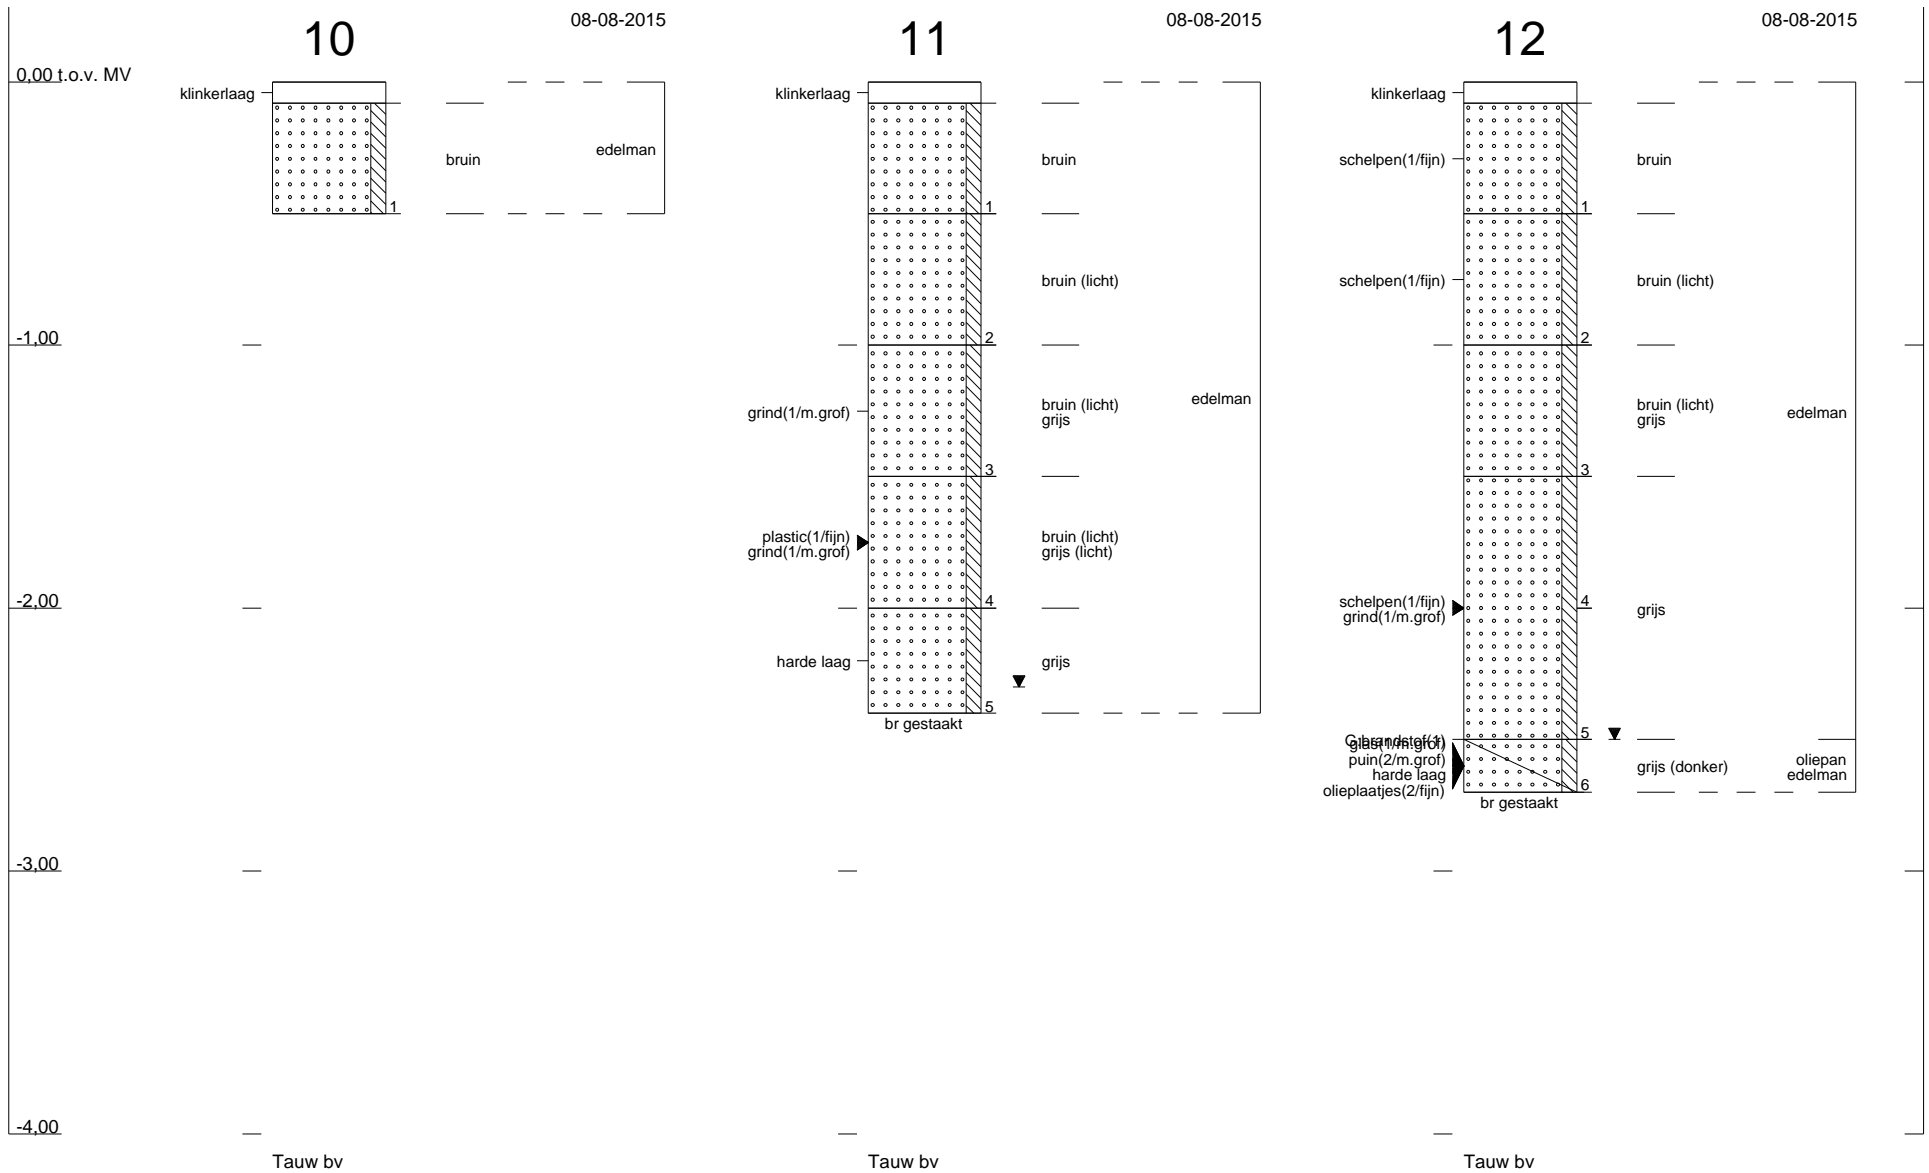 10
08-08-2015
11
08-08-2015
12
08-08-2015
0,00 t.o.v. MV
-1,00
-2,00
-3,00
-4,00
klinkerlaag
bruin
edelman
1
Tauw bv
klinkerlaag
bruin
1
bruin (licht)
2
grind(1/m.grof)
bruin (licht)
grijs
edelman
3
plastic(1/fijn)
grind(1/m.grof)
bruin (licht)
grijs (licht)
4
harde laag
grijs
5
br gestaakt
Tauw bv
klinkerlaag
schelpen(1/fijn)
bruin
1
schelpen(1/fijn)
bruin (licht)
2
bruin (licht)
grijs
edelman
3
schelpen(1/fijn)
grind(1/m.grof)
4
grijs
5
G.brandstof(1)
glas(1/m.grof)
puin(2/m.grof)
harde laag
olieplaatjes(2/fijn)
grijs (donker)
oliepan
edelman
6
br gestaakt
Tauw bv